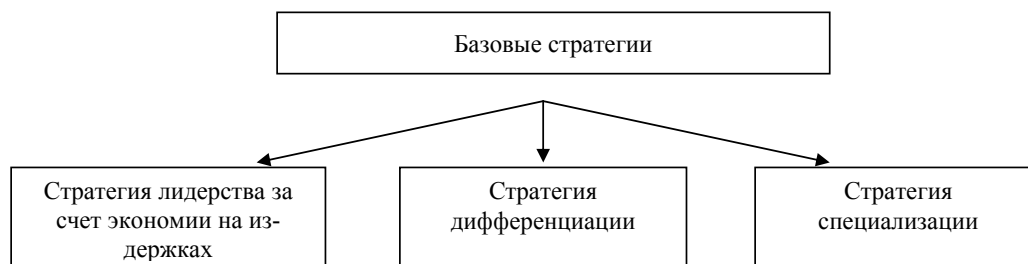 Базовые стратегии
Стратегия лидерства за
счет экономии на из-
держках
Стратегия
дифференциации
Стратегия
специализации